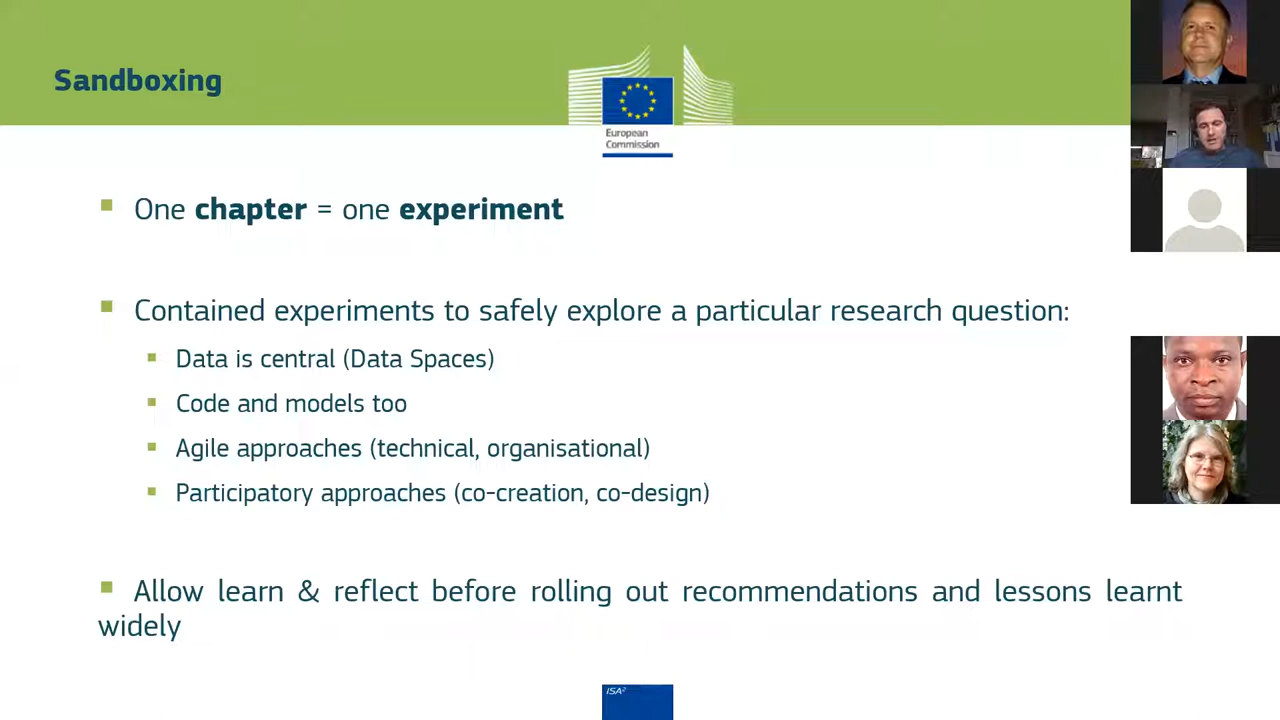 Sandboxing
European
Commission
One chapter = one experiment
Contained experiments to safely explore a particular research question:
Data is central (Data Spaces)
Code and models too
Agile approaches (technical, organisational)
Participatory approaches (co-creation, co-design)
Allow learn & reflect before rolling out recommendations and lessons learnt
widely
ISA²